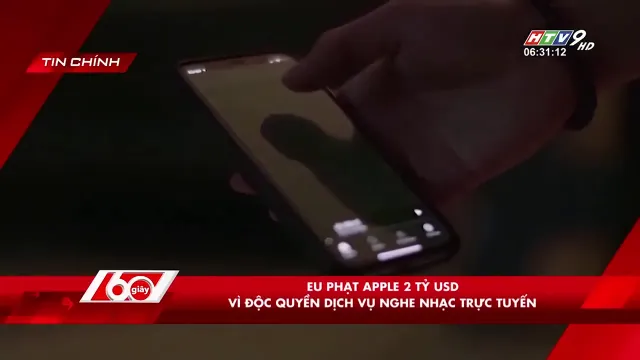 TIN CHÍNH
HTV9 HD
06:31:12
60 giây
EU PHẠT APPLE 2 TỶ USD
VÌ ĐỘC QUYỀN DỊCH VỤ NGHE NHẠC TRỰC TUYẾN